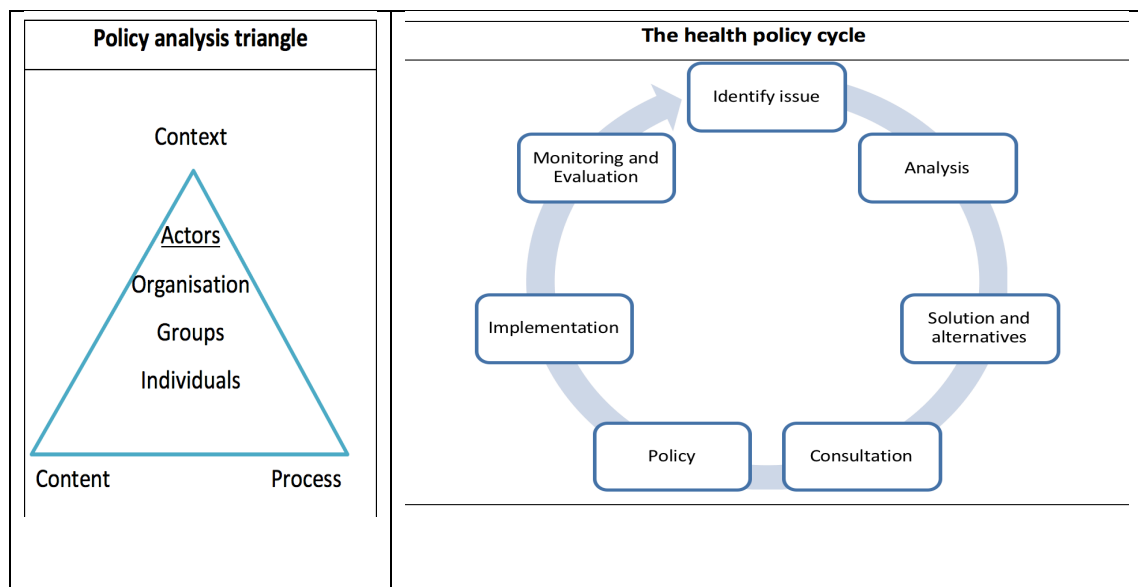 Policy analysis triangle
Context
Actors
Organisation
Groups
Individuals
Content
Process
The health policy cycle
Identify issue
Analysis
Solution and
alternatives
Consultation
Policy
Implementation
Monitoring and
Evaluation